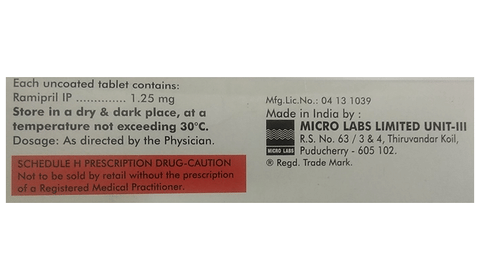 Each uncoated tablet contains:
Ramipril IP .............. 1.25 mg
Store in a dry & dark place, at a
temperature not exceeding 30°C.
Dosage: As directed by the Physician.
SCHEDULE H PRESCRIPTION DRUG-CAUTION
Not to be sold by retail without the prescription
of a Registered Medical Practitioner.
Mfg.Lic.No.: 04 13 1039
Made in India by :
MICRO LABS LIMITED UNIT-III
R.S. No. 63 / 3 & 4, Thiruvandar Koil,
Puducherry - 605 102.
MICRO LABS
® Regd. Trade Mark.